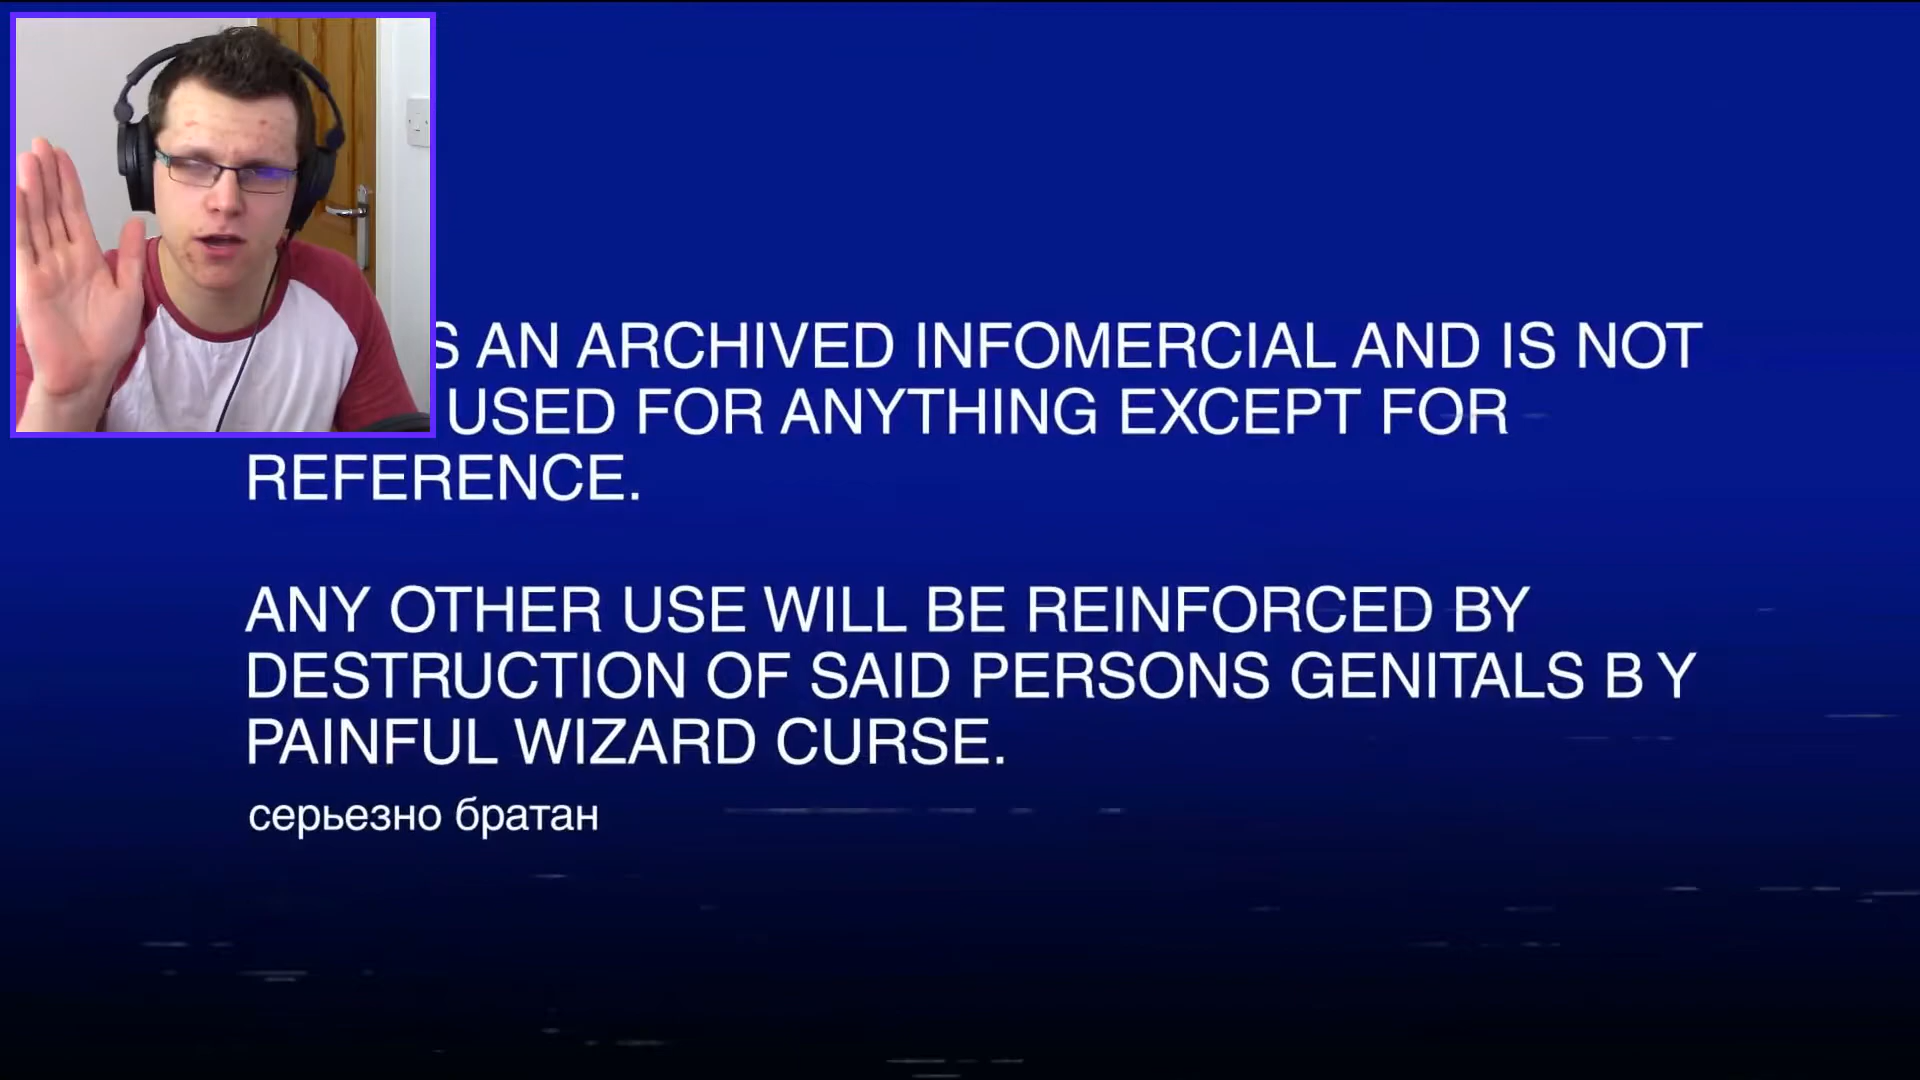 S AN ARCHIVED INFOMERCIAL AND IS NOT
USED FOR ANYTHING EXCEPT FOR
REFERENCE.
ANY OTHER USE WILL BE REINFORCED BY
DESTRUCTION OF SAID PERSONS GENITALS B Y
PAINFUL WIZARD CURSE.
серьезно братан